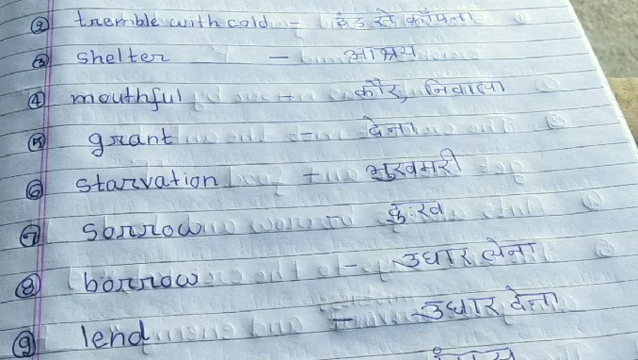 ② tremble with cold - ठंड से काँपना
③ shelter - आश्रय
④ mouthful - कौर, निवाला
⑤ grant - देना
⑥ starvation - भुखमरी
⑦ sorrow - दुःख
⑧ borrow - उधार लेना
⑨ lend - उधार देना